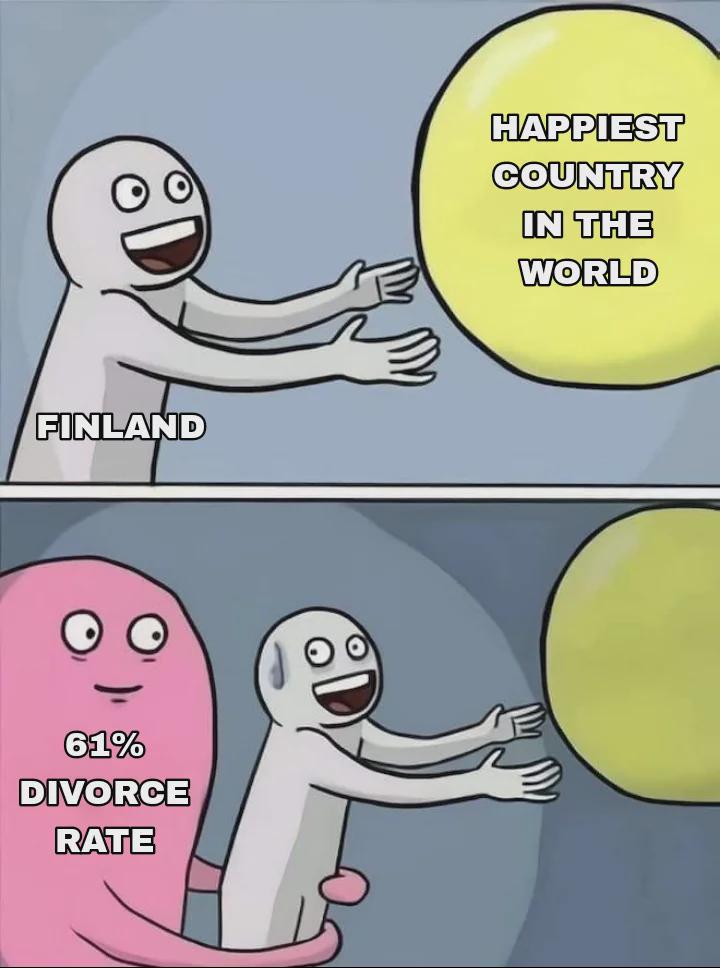 HAPPIEST
COUNTRY
IN THE
WORLD
FINLAND
61%
DIVORCE
RATE